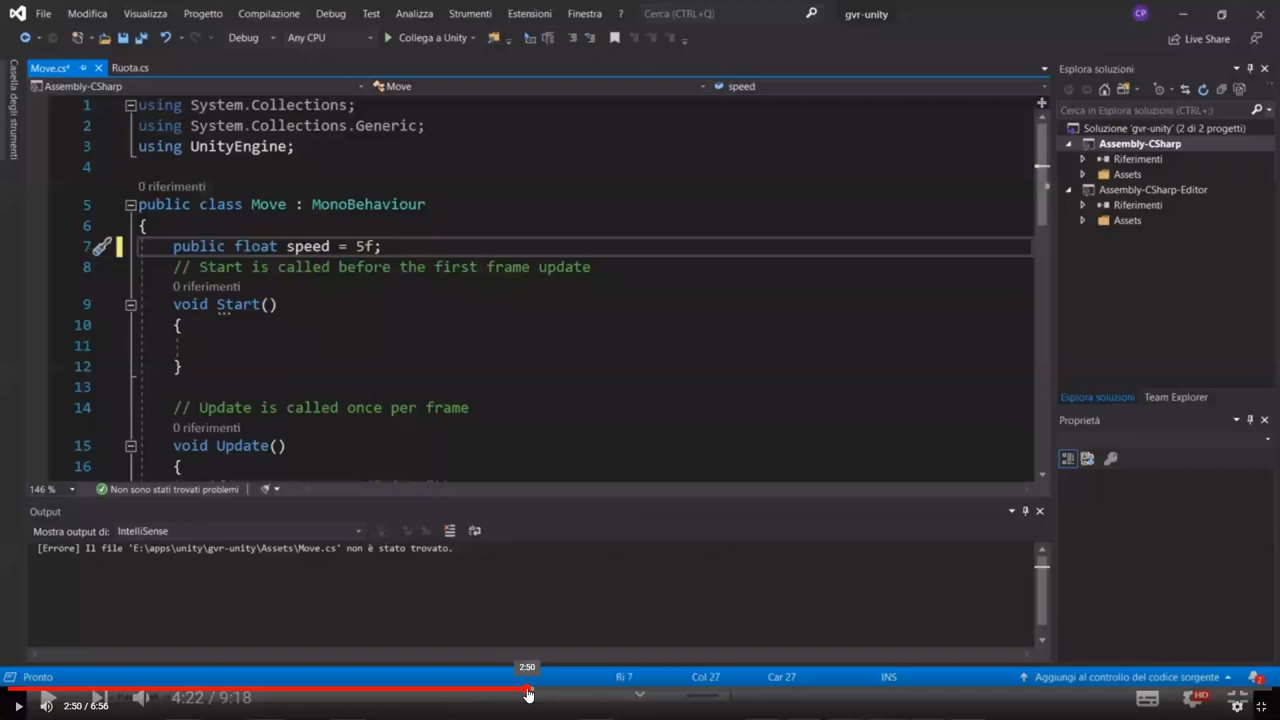 File Modifica Visualizza Progetto Compilazione Debug Test Analizza Strumenti Estensioni Finestra ? Cerca (CTRL+Q) gvr-unity CP
Debug Any CPU Collega a Unity Live Share
Casella degli strumenti
Move.cs* Ruota.cs
Assembly-CSharp Move speed
1 using System.Collections;
2 using System.Collections.Generic;
3 using UnityEngine;
4
0 riferimenti
5 public class Move : MonoBehaviour
6 {
7 public float speed = 5f;
8 // Start is called before the first frame update
0 riferimenti
9 void Start()
10 {
11
12 }
13
14 // Update is called once per frame
0 riferimenti
15 void Update()
16 {
146 % Non sono stati trovati problemi
Output
Mostra output di: IntelliSense
[Errore] Il file 'E:\apps\unity\gvr-unity\Assets\Move.cs' non è stato trovato.
Esplora soluzioni
Cerca in Esplora soluzioni (CTRL+;)
Soluzione 'gvr-unity' (2 di 2 progetti)
Assembly-CSharp
Riferimenti
Assets
Assembly-CSharp-Editor
Riferimenti
Assets
Esplora soluzioni Team Explorer
Proprietà
2:50
Pronto Ri 7 Col 27 Car 27 INS Aggiungi al controllo del codice sorgente 2
4:22 / 9:18 HD
2:50 / 6:56